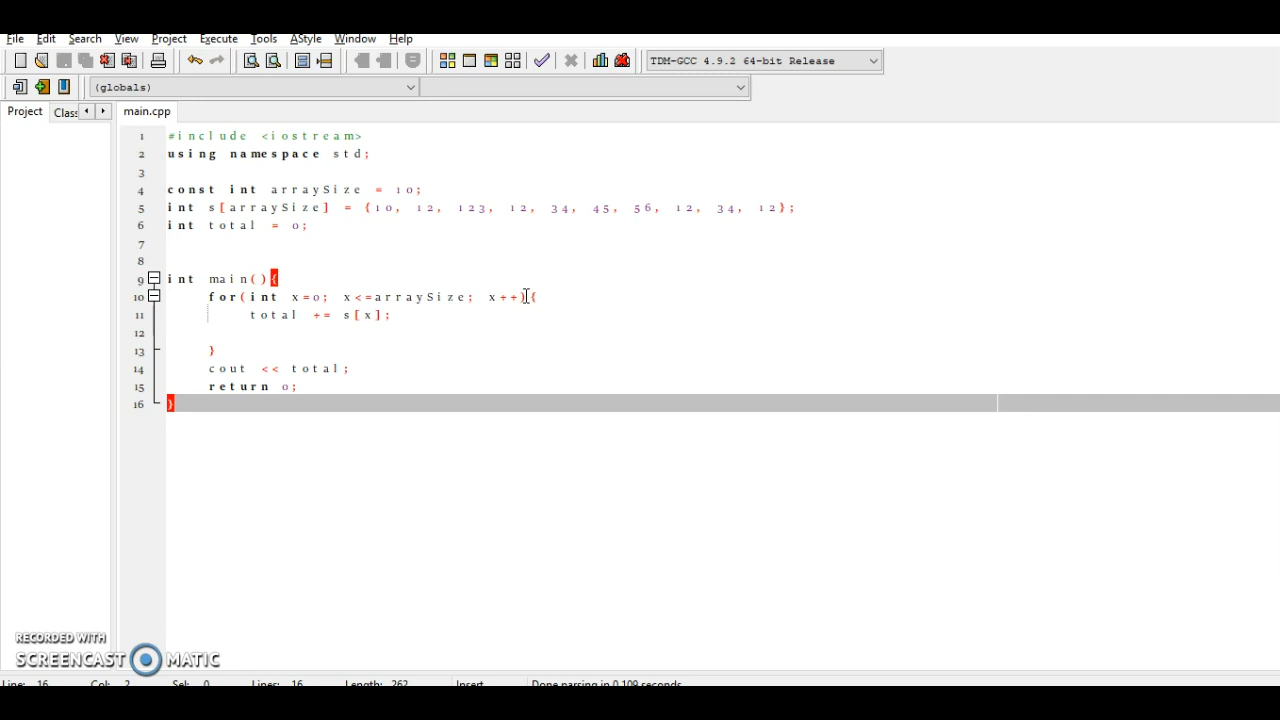 File Edit Search View Project Execute Tools AStyle Window Help
TDM-GCC 4.9.2 64-bit Release
(globals)
Project Class main.cpp
1 #include <iostream>
2 using namespace std;
3
4 const int arraySize = 10;
5 int s[arraySize] = {10, 12, 123, 12, 34, 45, 56, 12, 34, 12};
6 int total = 0;
7
8
9 int main(){
10 for(int x=0; x<=arraySize; x++){
11 total += s[x];
12
13 }
14 cout << total;
15 return 0;
16 }
RECORDED WITH
SCREENCAST MATIC
Line: 16 Col: 2 Sel: 0 Lines: 16 Length: 262 Insert Done parsing in 0.109 seconds